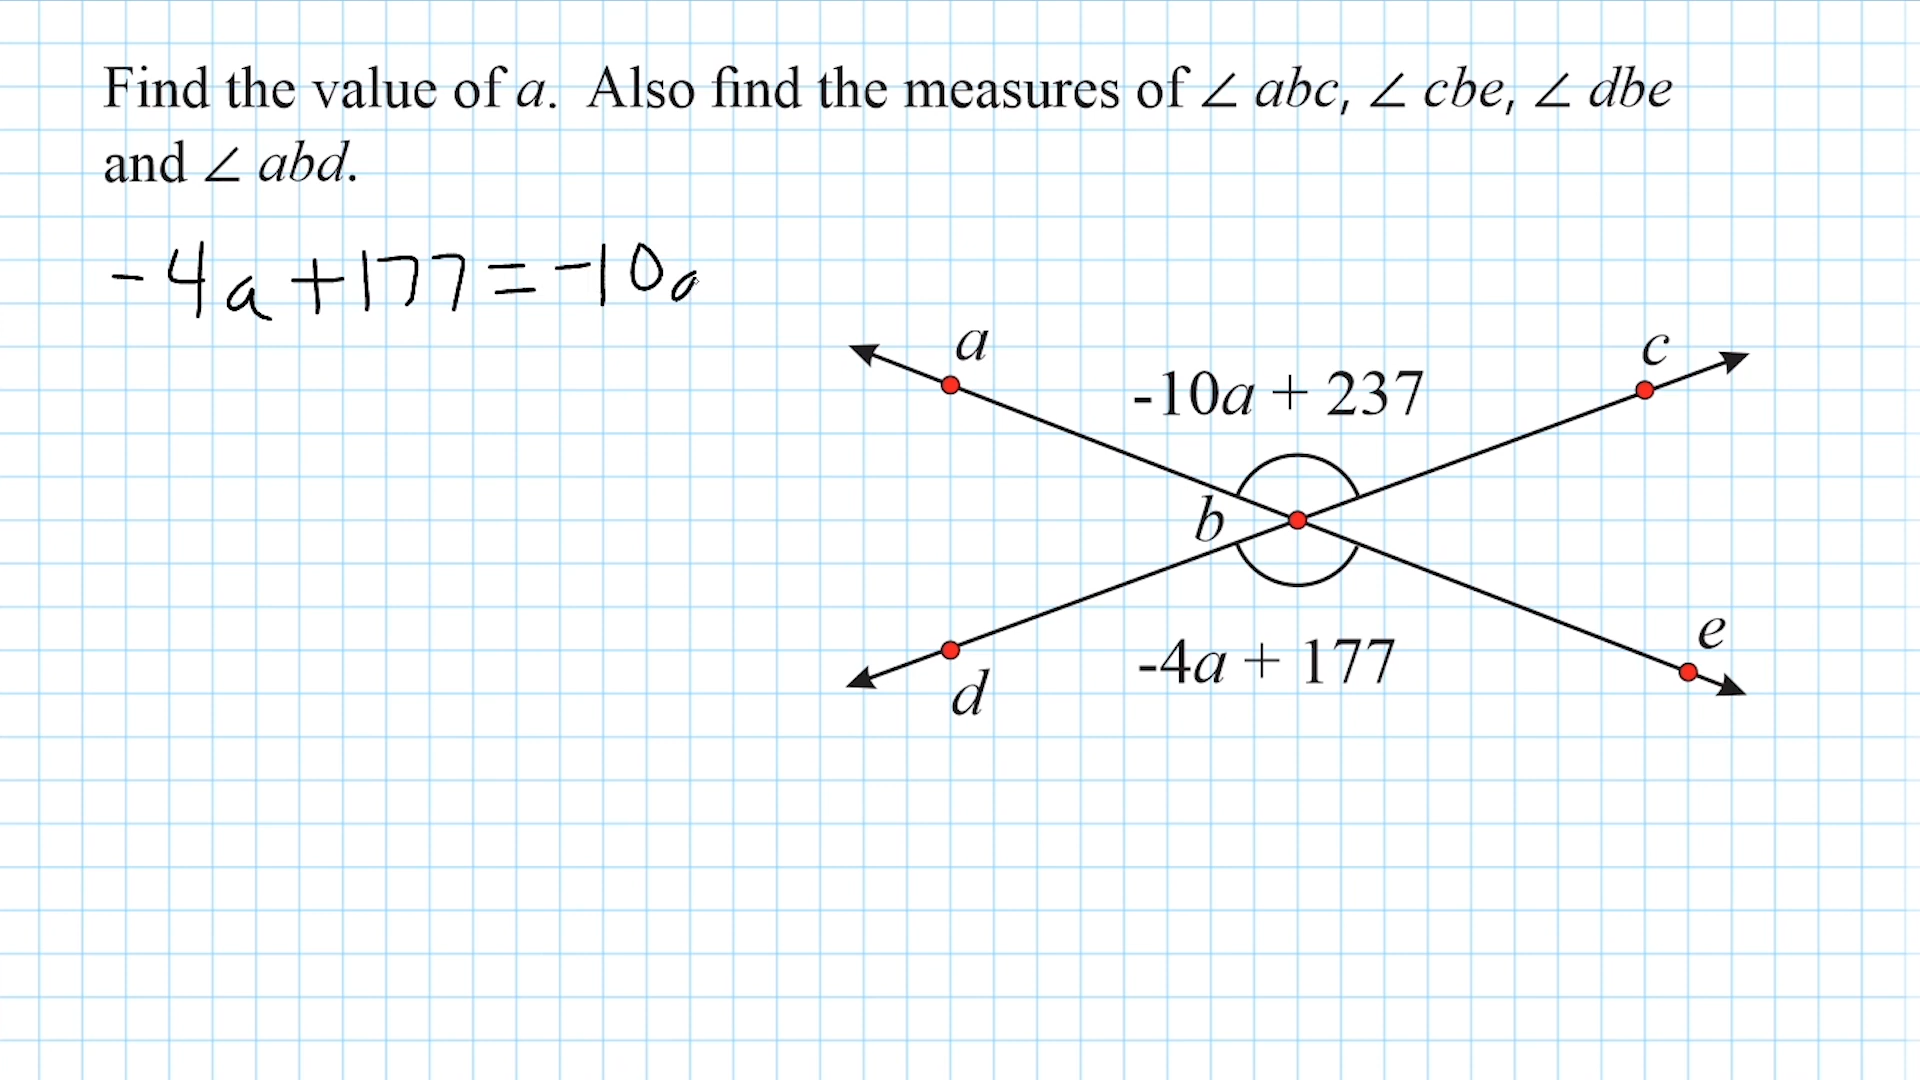 Find the value of a. Also find the measures of ∠ abc, ∠ cbe, ∠ dbe
and ∠ abd.
-4a+177=-10a
a
c
-10a + 237
b
e
-4a + 177
d